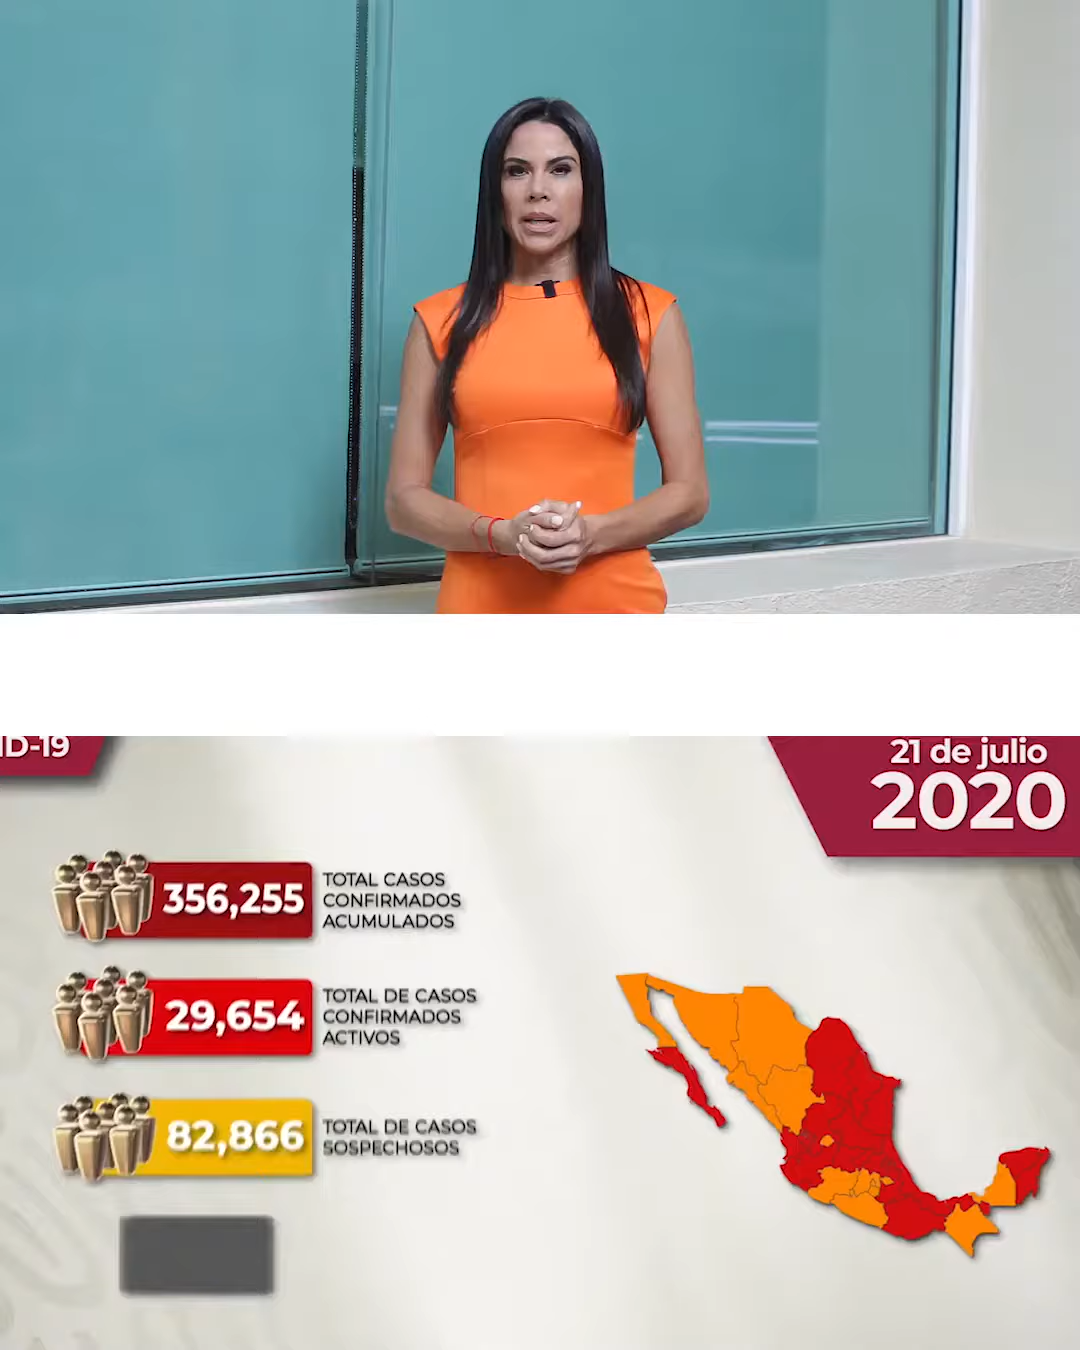 D-19
21 de julio
2020
356,255
TOTAL CASOS
CONFIRMADOS
ACUMULADOS
29,654
TOTAL DE CASOS
CONFIRMADOS
ACTIVOS
82,866
TOTAL DE CASOS
SOSPECHOSOS